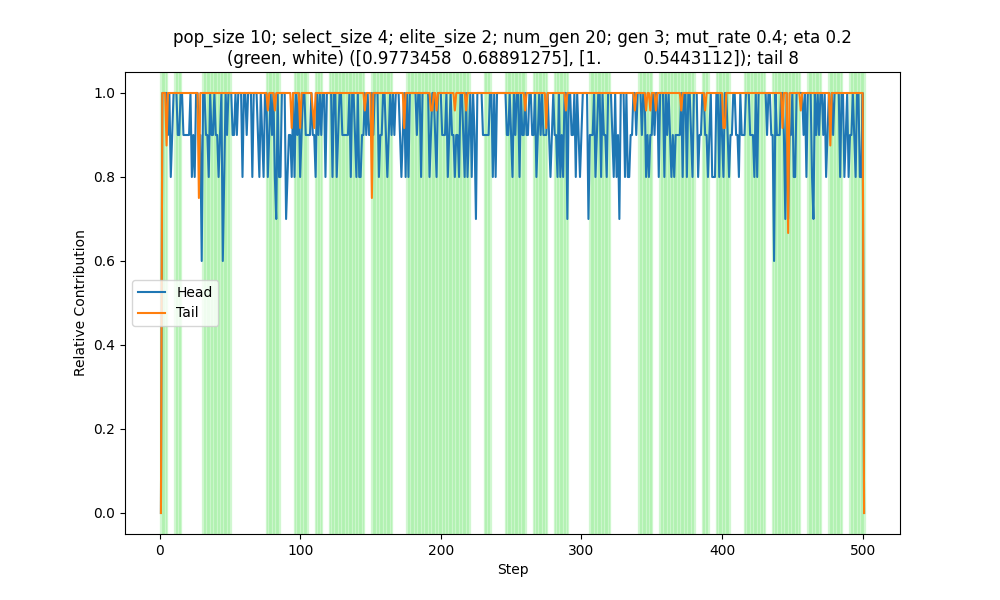 pop_size 10; select_size 4; elite_size 2; num_gen 20; gen 3; mut_rate 0.4; eta 0.2
(green, white) ([0.9773458 0.68891275], [1. 0.5443112]); tail 8
1.0
0.8
0.6
0.4
0.2
0.0
Relative Contribution
Head
Tail
0
100
200
300
400
500
Step